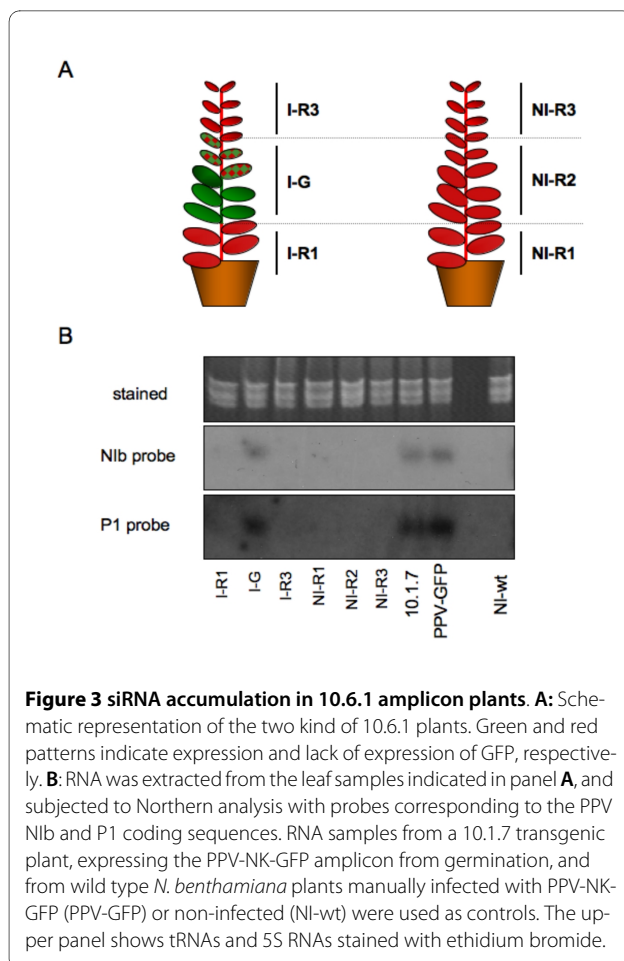 A
I-R3
NI-R3
I-G
NI-R2
I-R1
NI-R1
B
stained
NIb probe
P1 probe
I-R1
I-G
I-R3
NI-R1
NI-R2
NI-R3
10.1.7
PPV-GFP
NI-wt
Figure 3 siRNA accumulation in 10.6.1 amplicon plants. A: Sche-
matic representation of the two kind of 10.6.1 plants. Green and red
patterns indicate expression and lack of expression of GFP, respective-
ly. B: RNA was extracted from the leaf samples indicated in panel A, and
subjected to Northern analysis with probes corresponding to the PPV
NIb and P1 coding sequences. RNA samples from a 10.1.7 transgenic
plant, expressing the PPV-NK-GFP amplicon from germination, and
from wild type N. benthamiana plants manually infected with PPV-NK-
GFP (PPV-GFP) or non-infected (NI-wt) were used as controls. The up-
per panel shows tRNAs and 5S RNAs stained with ethidium bromide.